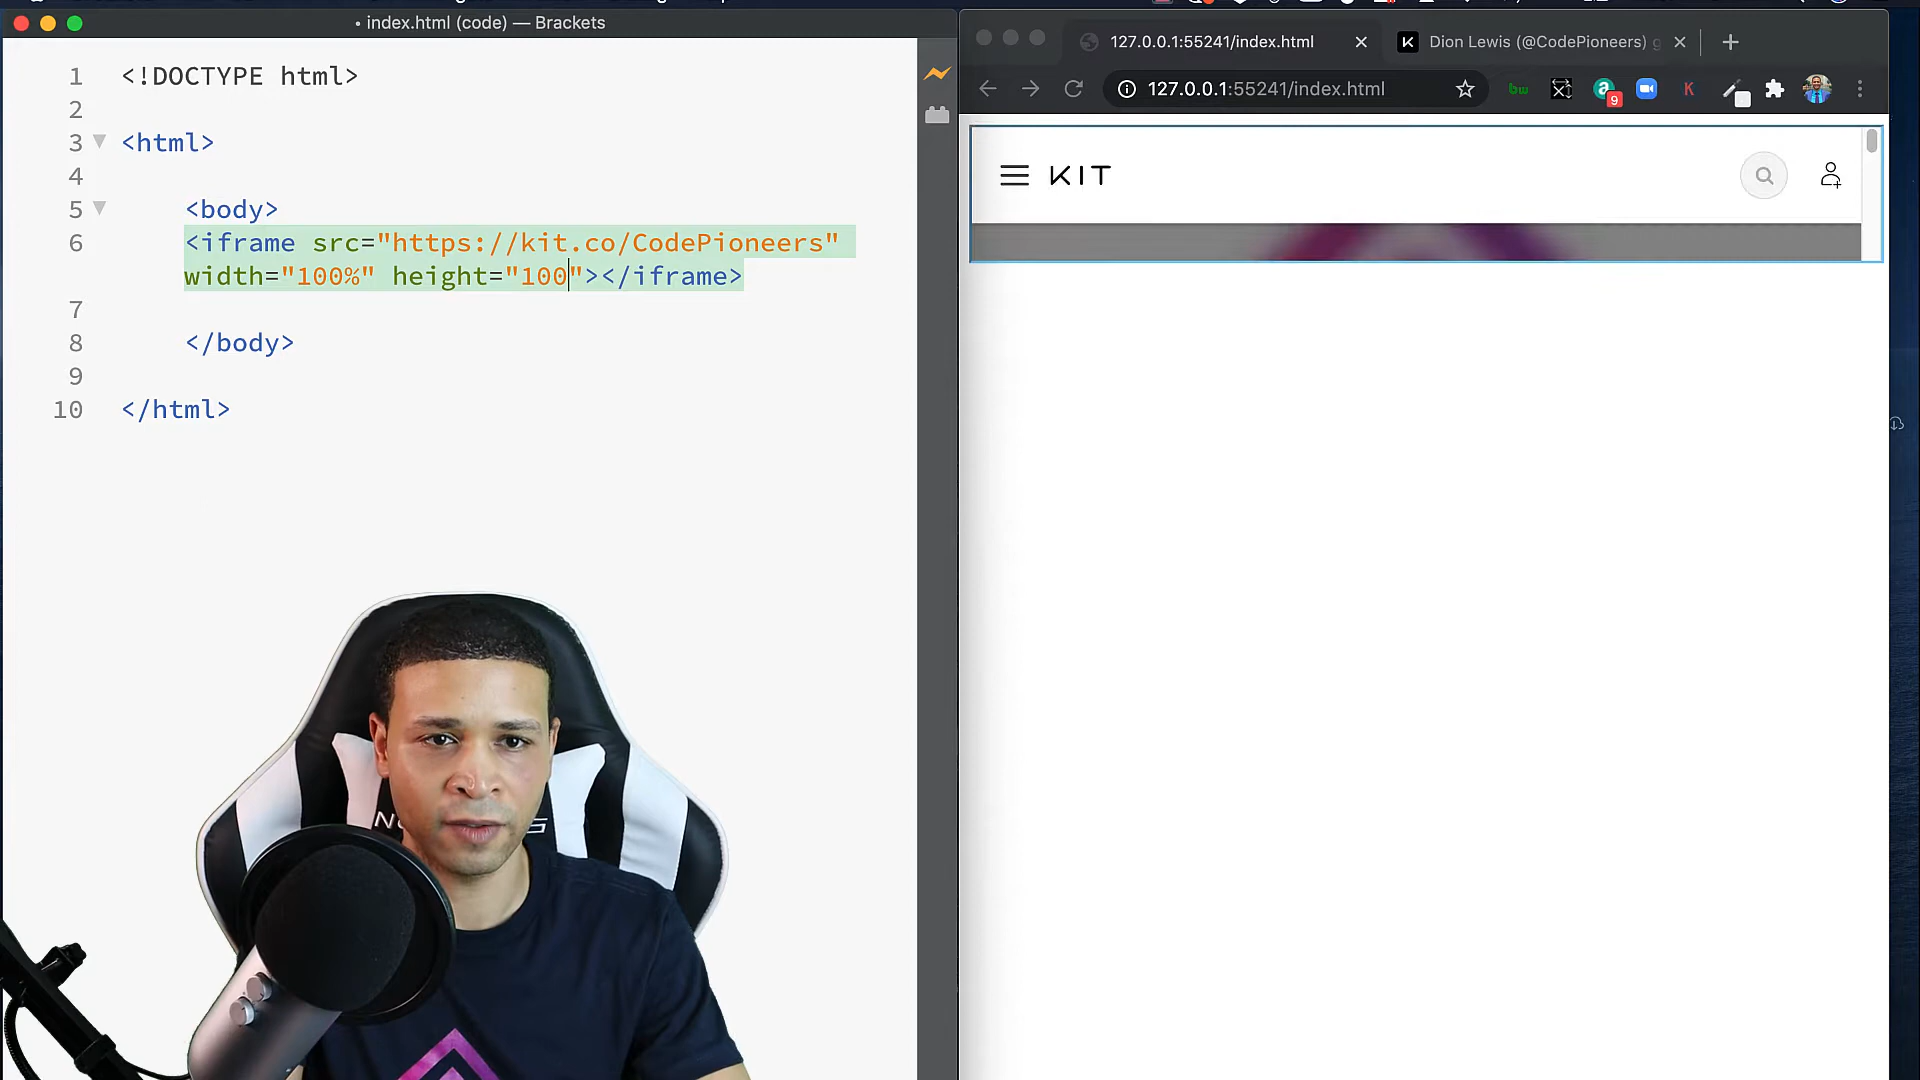 index.html (code) — Brackets
1 <!DOCTYPE html>
2
3 <html>
4
5 <body>
6 <iframe src="https://kit.co/CodePioneers"
width="100%" height="100"></iframe>
7
8 </body>
9
10 </html>
127.0.0.1:55241/index.html
K Dion Lewis (@CodePioneers)
127.0.0.1:55241/index.html
bw
a
9
K
KIT